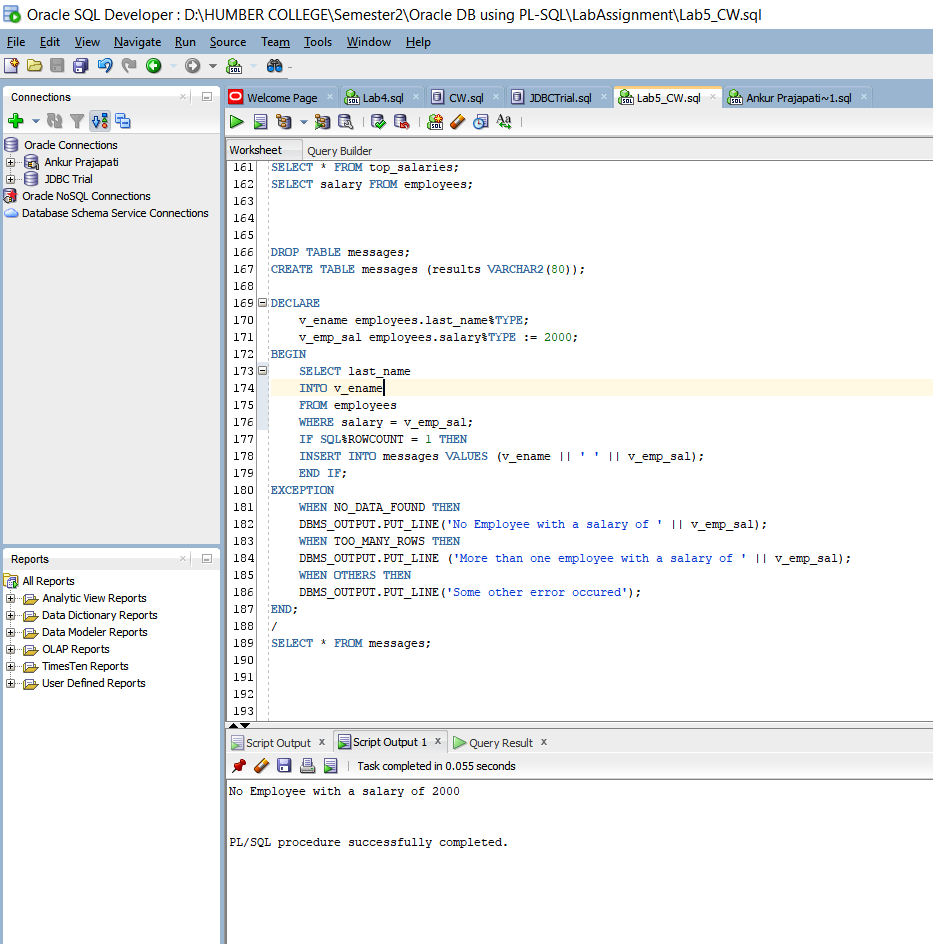 Oracle SQL Developer : D:\HUMBER COLLEGE\Semester2\Oracle DB using PL-SQL\LabAssignment\Lab5_CW.sql
File Edit View Navigate Run Source Team Tools Window Help
Connections
Oracle Connections
Ankur Prajapati
JDBC Trial
Oracle NoSQL Connections
Database Schema Service Connections
Reports
All Reports
Analytic View Reports
Data Dictionary Reports
Data Modeler Reports
OLAP Reports
TimesTen Reports
User Defined Reports
Welcome Page Lab4.sql CW.sql JDBCTrial.sql Lab5_CW.sql Ankur Prajapati~1.sql
Worksheet Query Builder
161 SELECT * FROM top_salaries;
162 SELECT salary FROM employees;
163
164
165
166 DROP TABLE messages;
167 CREATE TABLE messages (results VARCHAR2(80));
168
169 DECLARE
170 v_ename employees.last_name%TYPE;
171 v_emp_sal employees.salary%TYPE := 2000;
172 BEGIN
173 SELECT last_name
174 INTO v_ename
175 FROM employees
176 WHERE salary = v_emp_sal;
177 IF SQL%ROWCOUNT = 1 THEN
178 INSERT INTO messages VALUES (v_ename || ' ' || v_emp_sal);
179 END IF;
180 EXCEPTION
181 WHEN NO_DATA_FOUND THEN
182 DBMS_OUTPUT.PUT_LINE('No Employee with a salary of ' || v_emp_sal);
183 WHEN TOO_MANY_ROWS THEN
184 DBMS_OUTPUT.PUT_LINE ('More than one employee with a salary of ' || v_emp_sal);
185 WHEN OTHERS THEN
186 DBMS_OUTPUT.PUT_LINE('Some other error occured');
187 END;
188 /
189 SELECT * FROM messages;
190
191
192
193
Script Output Script Output 1 Query Result
Task completed in 0.055 seconds
No Employee with a salary of 2000
PL/SQL procedure successfully completed.